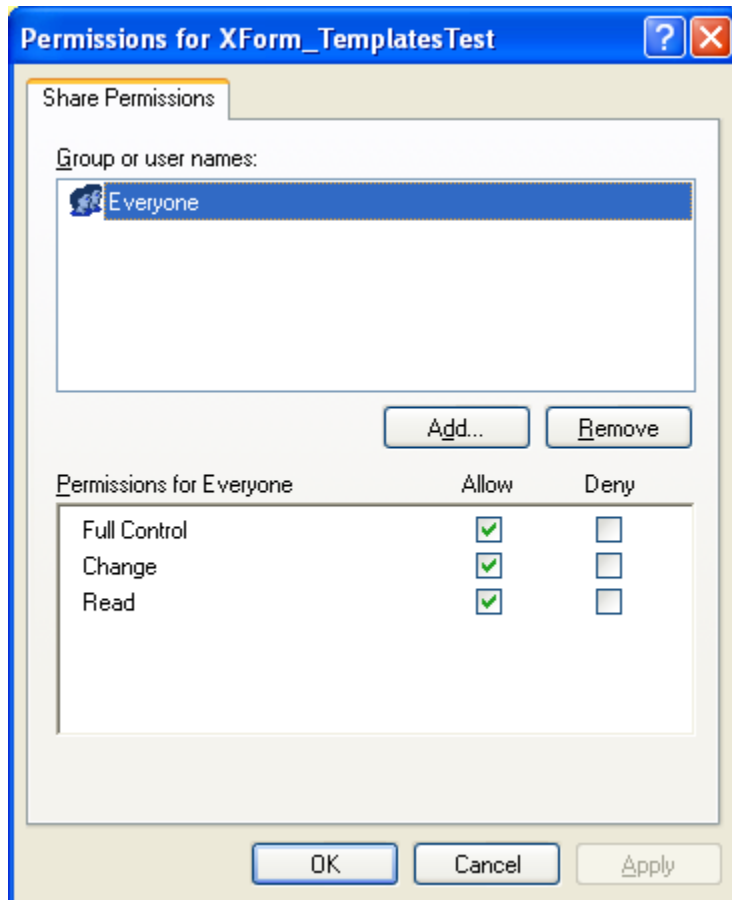 Permissions for XForm_TemplatesTest
Share Permissions
Group or user names:
Everyone
Add... Remove
Permissions for Everyone Allow Deny
Full Control
Change
Read
OK Cancel Apply